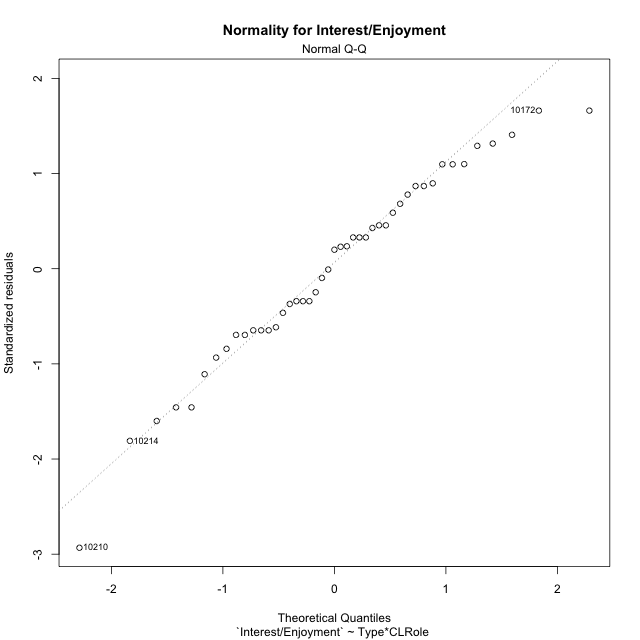 Normality for Interest/Enjoyment
Normal Q-Q
2
1
0
-1
-2
-3
Standardized residuals
10172
10214
10210
-2 -1 0 1 2
Theoretical Quantiles
`Interest/Enjoyment` ~ Type*CLRole